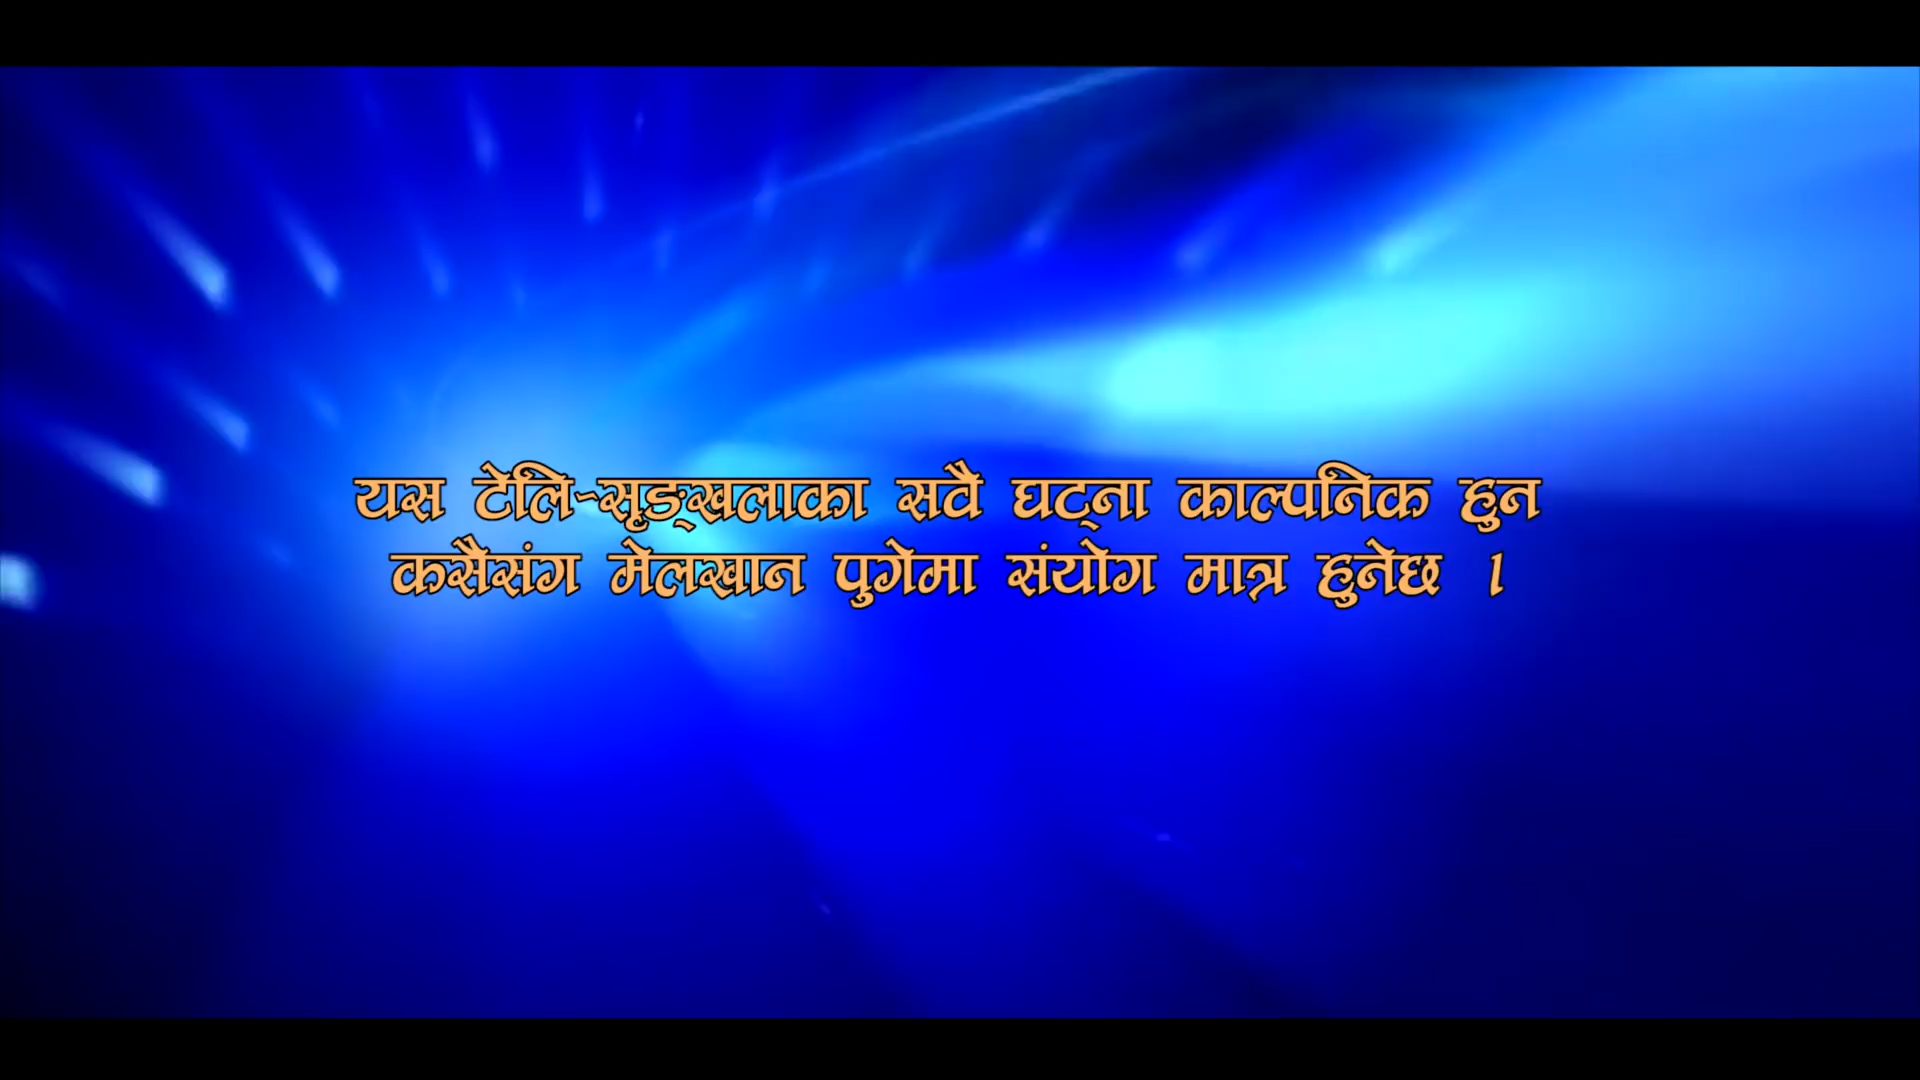 यस टेलि-सृङ्खलाका सवै घट्ना काल्पनिक हुन
कसैसंग मेलखान पुगेमा संयोग मात्र हुनेछ ।